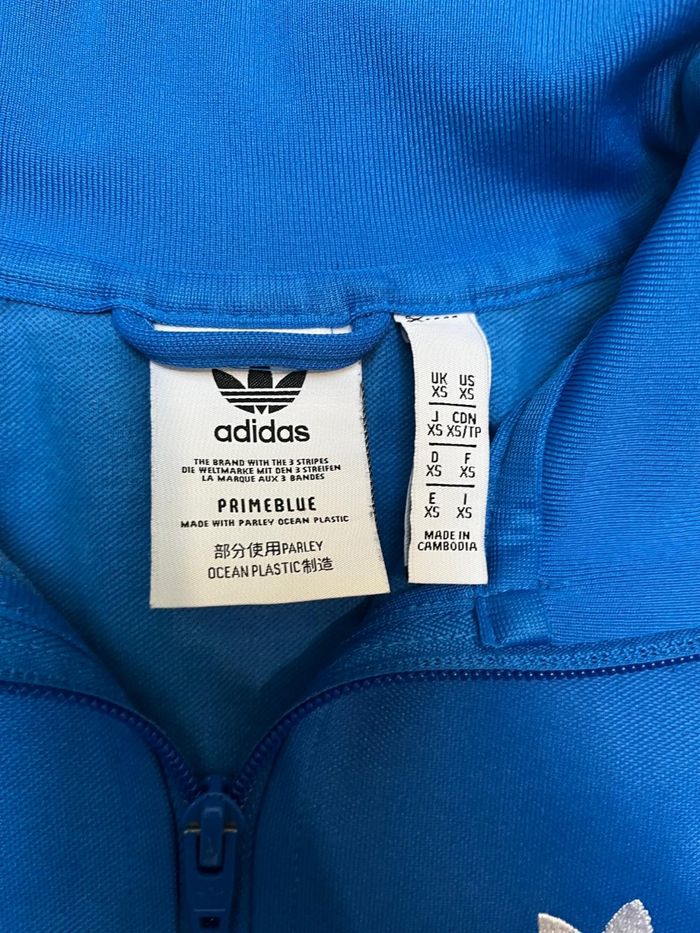 adidas
THE BRAND WITH THE 3 STRIPES
DIE WELTMARKE MIT DEN 3 STREIFEN
LA MARQUE AUX 3 BANDES
PRIMEBLUE
MADE WITH PARLEY OCEAN PLASTIC
部分使用PARLEY
OCEAN PLASTIC制造
UK US
XS XS
J CDN
XS XS/TP
D F
XS XS
E I
XS XS
MADE IN
CAMBODIA